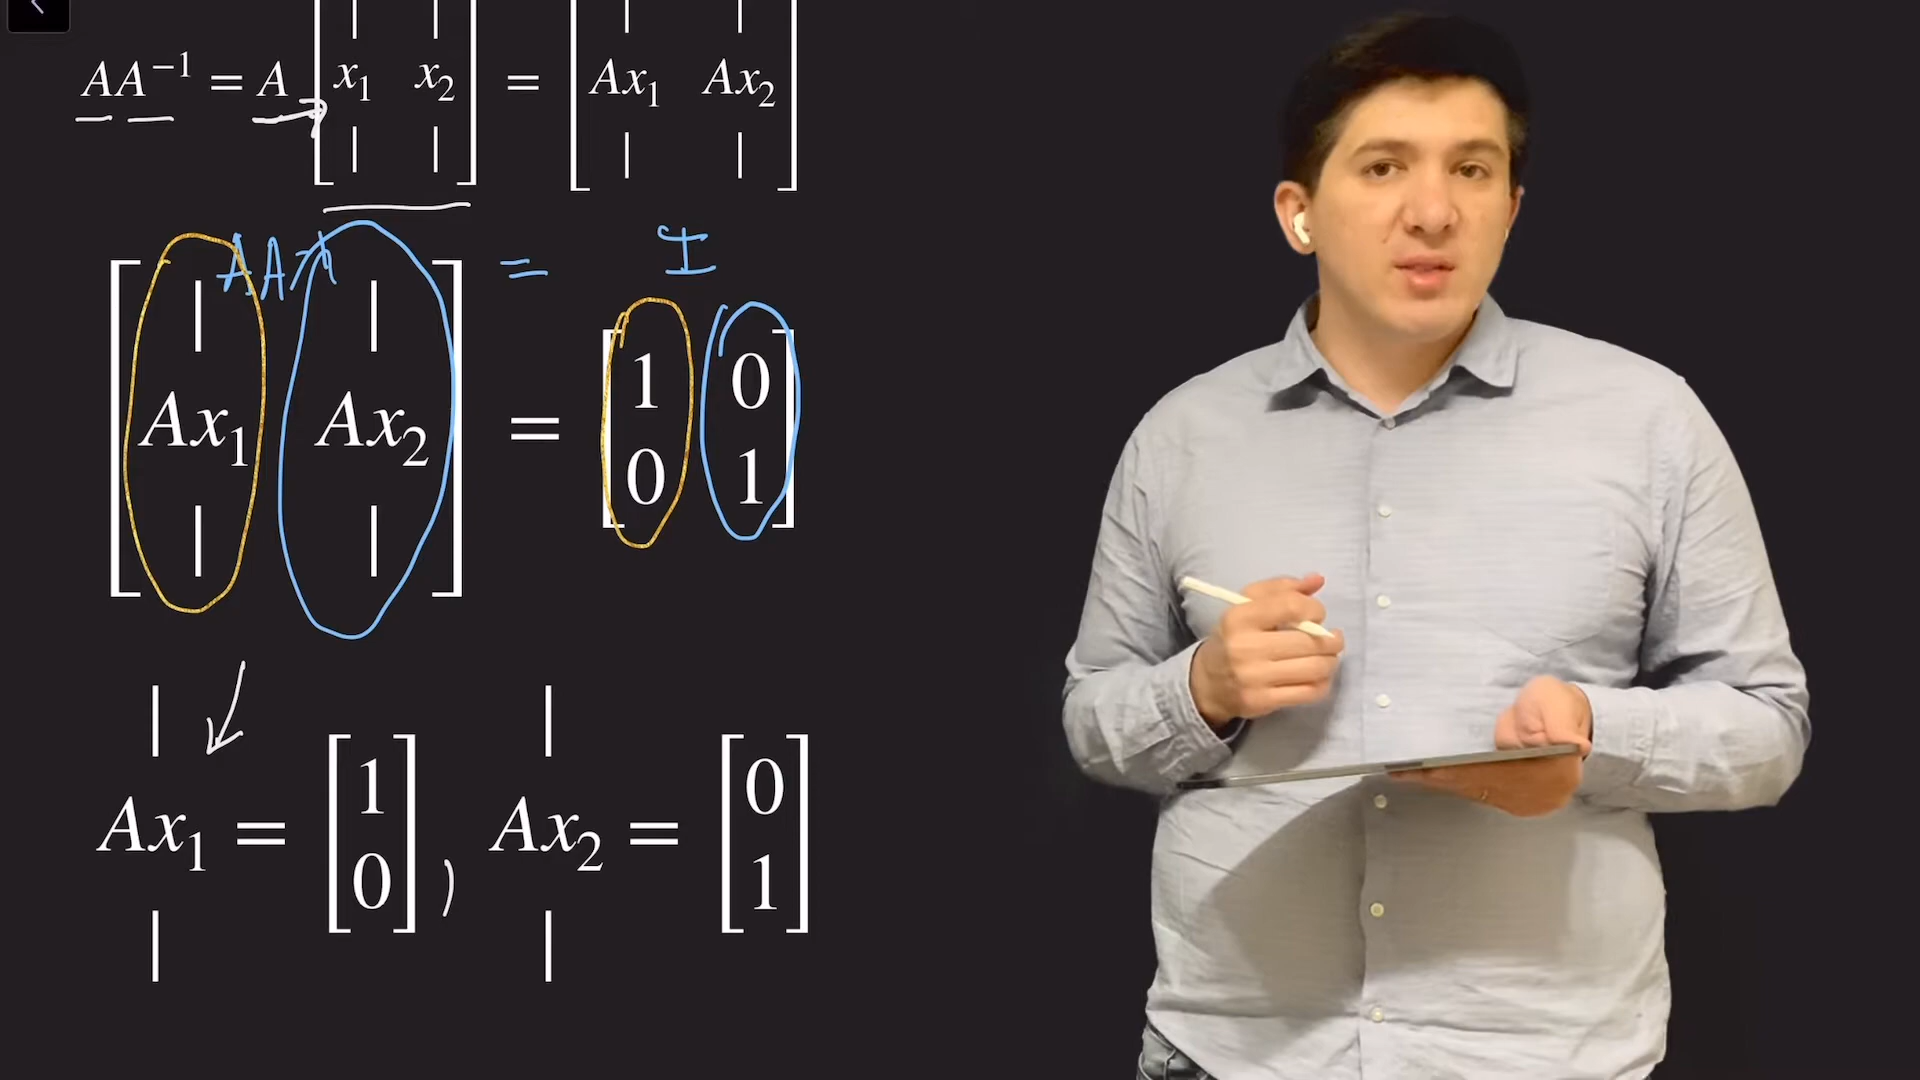 AA⁻¹ = A [x₁ x₂] = [Ax₁ Ax₂]
AA⁻¹ = I
[Ax₁ Ax₂] = [1 0
0 1]
Ax₁ = [1 0], Ax₂ = [0 1]